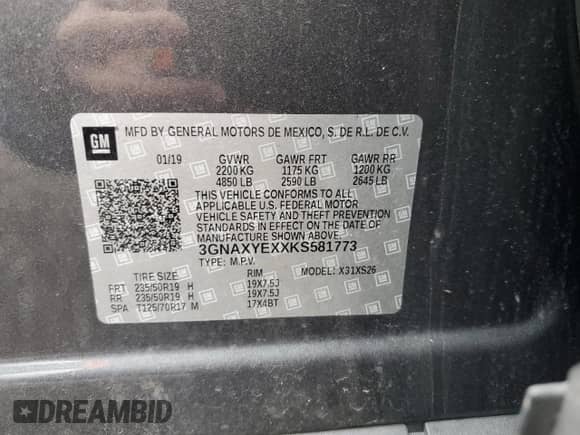 GM
MFD BY GENERAL MOTORS DE MEXICO, S. DE R.L. DE C.V.
01/19 GVWR GAWR FRT GAWR RR
2200 KG 1175 KG 1200 KG
4850 LB 2590 LB 2645 LB
THIS VEHICLE CONFORMS TO ALL
APPLICABLE U.S. FEDERAL MOTOR
VEHICLE SAFETY AND THEFT PREVENTION
STANDARDS IN EFFECT ON THE DATE OF
MANUFACTURE SHOWN ABOVE.
3GNAXYEXXKS581773
TYPE: M.P.V. MODEL: X31XS26
TIRE SIZE RIM
FRT 235/50R19 H 19X7.5J
RR 235/50R19 H 19X7.5J
SPA T125/70R17 M 17X4BT
DREAMBID